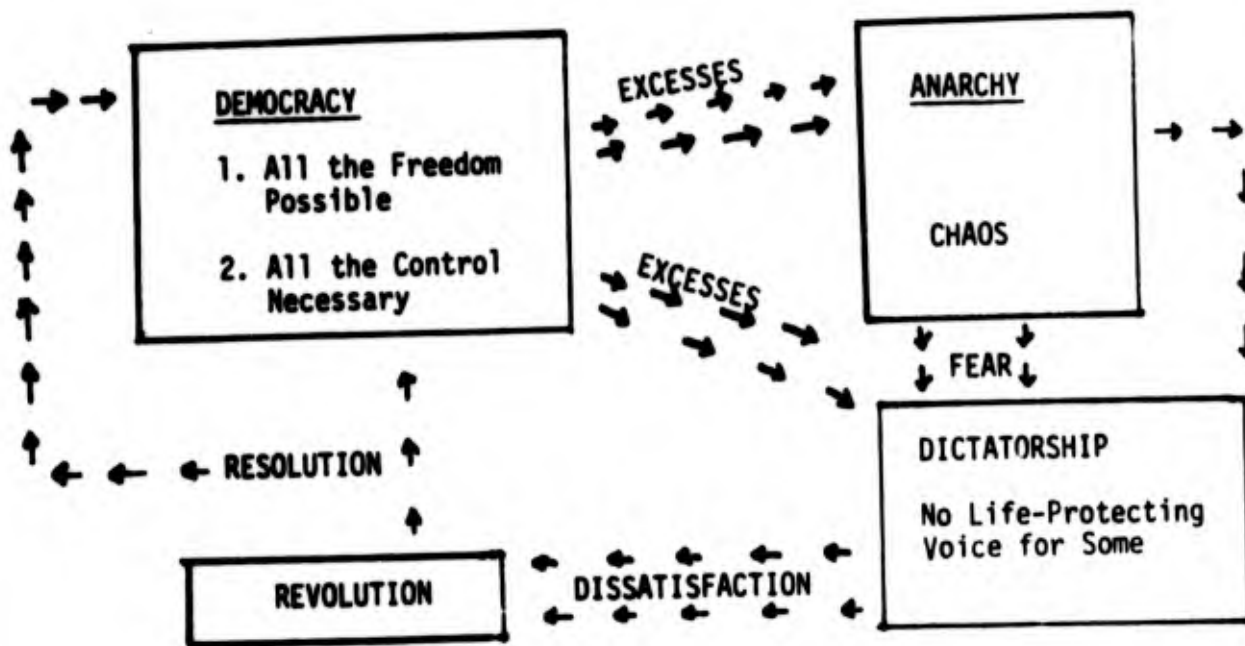 DEMOCRACY
1. All the Freedom
Possible
2. All the Control
Necessary
EXCESSES
ANARCHY
CHAOS
EXCESSES
FEAR
DICTATORSHIP
No Life-Protecting
Voice for Some
RESOLUTION
REVOLUTION
DISSATISFACTION